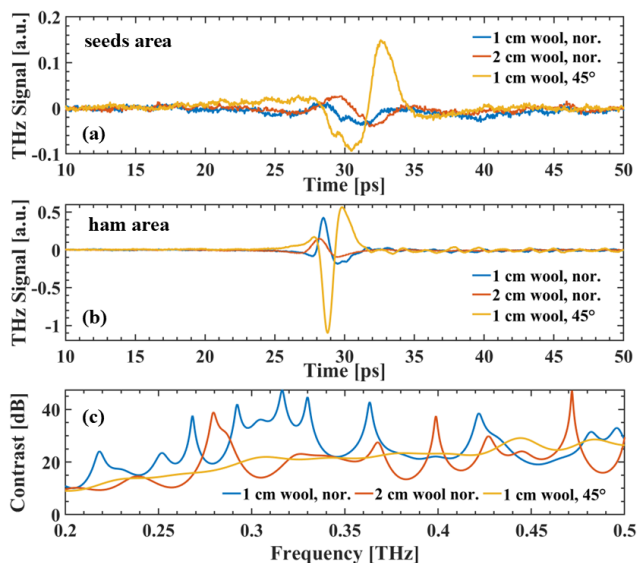 0.2
0.1
0
-0.1
THz Signal [a.u.]
seeds area
1 cm wool, nor.
2 cm wool, nor.
1 cm wool, 45°
(a)
10 15 20 25 30 35 40 45 50
Time [ps]
0.5
0
-0.5
-1
THz Signal [a.u.]
ham area
1 cm wool, nor.
2 cm wool, nor.
1 cm wool, 45°
(b)
10 15 20 25 30 35 40 45 50
Time [ps]
40
20
0
Contrast [dB]
(c)
1 cm wool, nor. 2 cm wool nor. 1 cm wool, 45°
0.2 0.25 0.3 0.35 0.4 0.45 0.5
Frequency [THz]